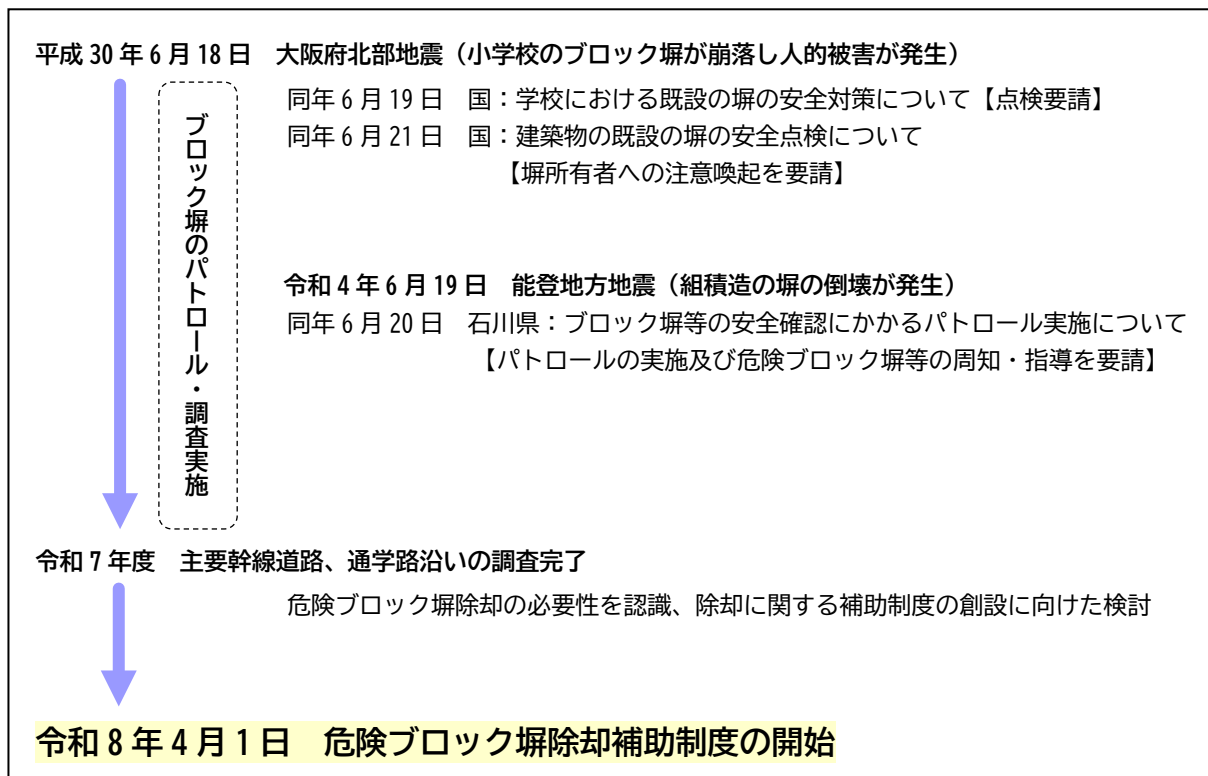 平成30年6月18日　大阪府北部地震（小学校のブロック塀が崩落し人的被害が発生）
同年6月19日　国：学校における既設の塀の安全対策について【点検要請】
同年6月21日　国：建築物の既設の塀の安全点検について
【塀所有者への注意喚起を要請】
ブロック塀のパトロール・調査実施
令和4年6月19日　能登地方地震（組積造の塀の倒壊が発生）
同年6月20日　石川県：ブロック塀等の安全確認にかかるパトロール実施について
【パトロールの実施及び危険ブロック塀等の周知・指導を要請】
令和7年度　主要幹線道路、通学路沿いの調査完了
危険ブロック塀除却の必要性を認識、除却に関する補助制度の創設に向けた検討
令和8年4月1日　危険ブロック塀除却補助制度の開始